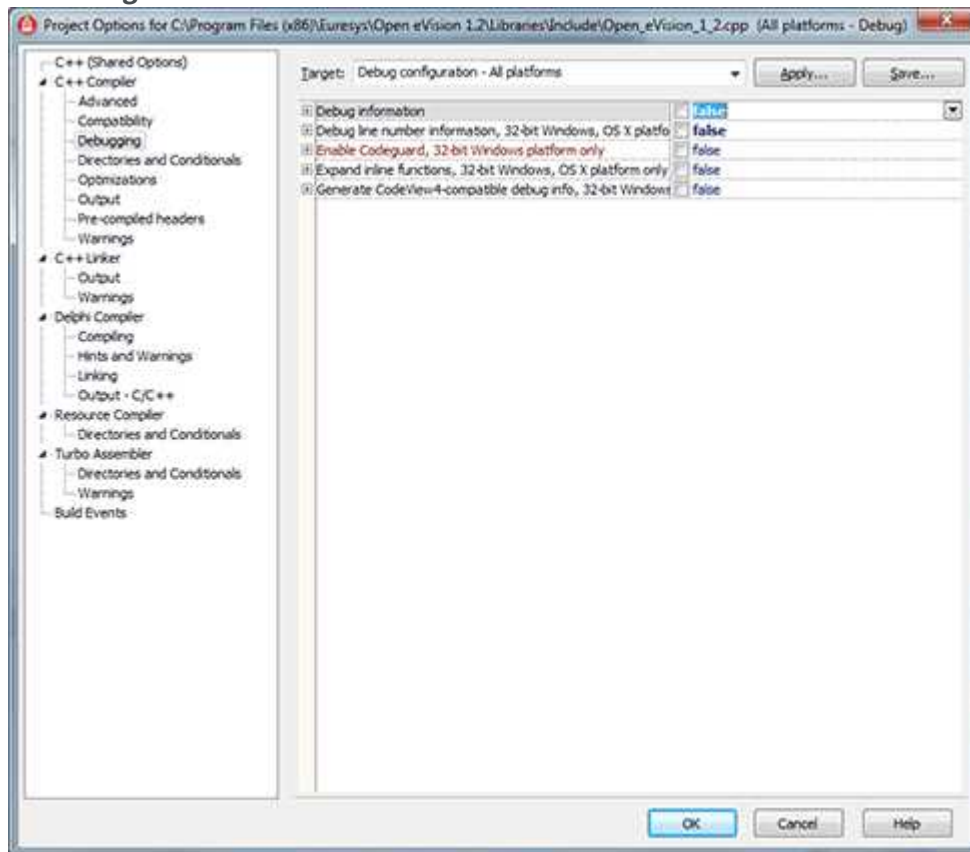 Project Options for C:\Program Files (x86)\Euresys\Open eVision 1.2\Libraries\Include\Open_eVision_1_2.cpp (All platforms - Debug)
C++ (Shared Options)
C++ Compiler
Advanced
Compatibility
Debugging
Directories and Conditionals
Optimizations
Output
Pre-compiled headers
Warnings
C++ Linker
Output
Warnings
Delphi Compiler
Compiling
Hints and Warnings
Linking
Output - C/C++
Resource Compiler
Directories and Conditionals
Turbo Assembler
Directories and Conditionals
Warnings
Build Events
Target: Debug configuration - All platforms Apply... Save...
Debug information false
Debug line number information, 32-bit Windows, OS X platfo false
Enable Codeguard, 32-bit Windows platform only false
Expand inline functions, 32-bit Windows, OS X platform only false
Generate CodeView4-compatible debug info, 32-bit Windows false
OK Cancel Help